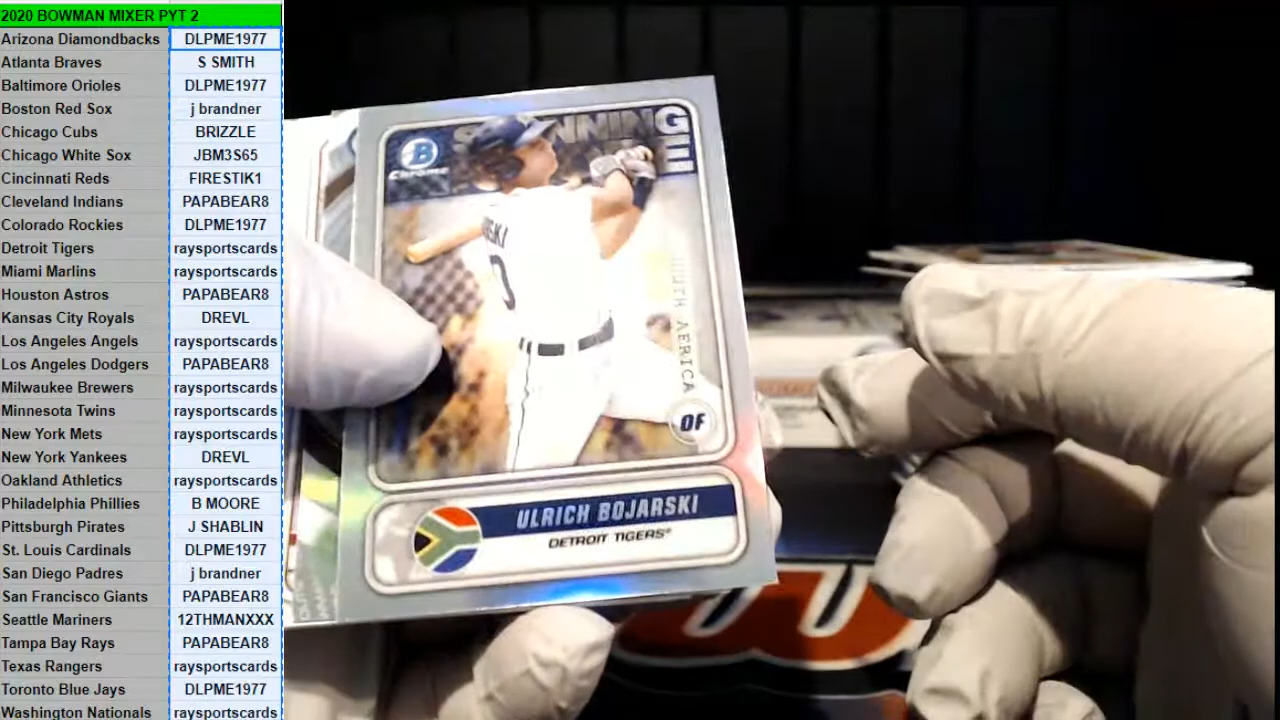 2020 BOWMAN MIXER PYT 2
Arizona Diamondbacks DLPME1977
Atlanta Braves S SMITH
Baltimore Orioles DLPME1977
Boston Red Sox j brandner
Chicago Cubs BRIZZLE
Chicago White Sox JBM3S65
Cincinnati Reds FIRESTIK1
Cleveland Indians PAPABEAR8
Colorado Rockies DLPME1977
Detroit Tigers raysportscards
Miami Marlins raysportscards
Houston Astros PAPABEAR8
Kansas City Royals DREVL
Los Angeles Angels raysportscards
Los Angeles Dodgers PAPABEAR8
Milwaukee Brewers raysportscards
Minnesota Twins raysportscards
New York Mets raysportscards
New York Yankees DREVL
Oakland Athletics raysportscards
Philadelphia Phillies B MOORE
Pittsburgh Pirates J SHABLIN
St. Louis Cardinals DLPME1977
San Diego Padres j brandner
San Francisco Giants PAPABEAR8
Seattle Mariners 12THMANXXX
Tampa Bay Rays PAPABEAR8
Texas Rangers raysportscards
Toronto Blue Jays DLPME1977
Washington Nationals raysportscards
B
Chrome
OF
ULRICH BOJARSKI
DETROIT TIGERS